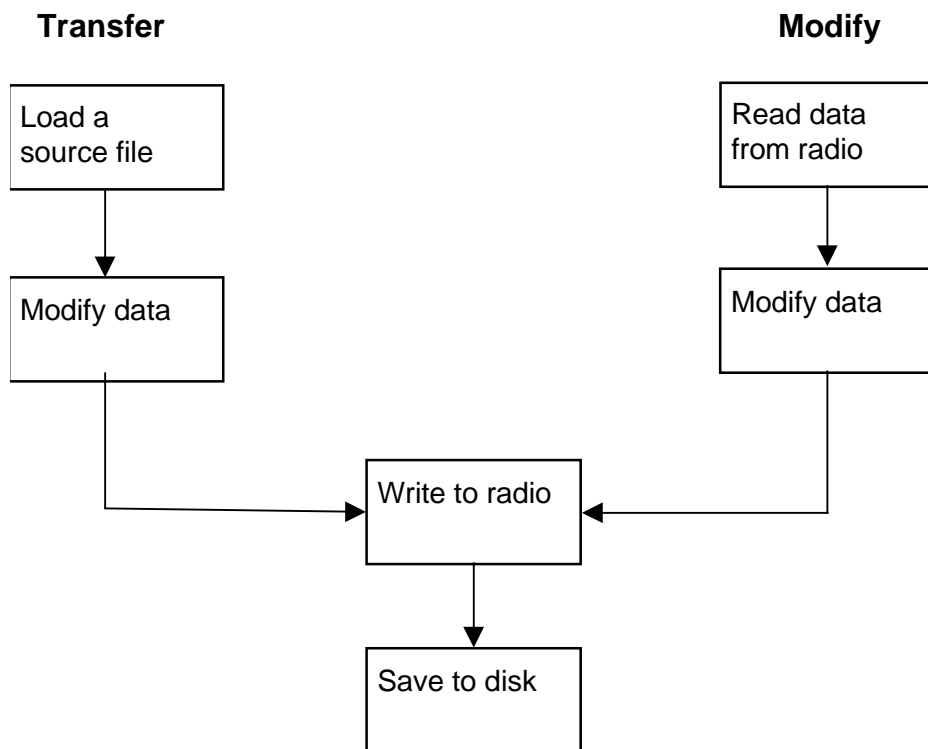 Transfer
Modify
Load a
source file
Read data
from radio
Modify data
Modify data
Write to radio
Save to disk